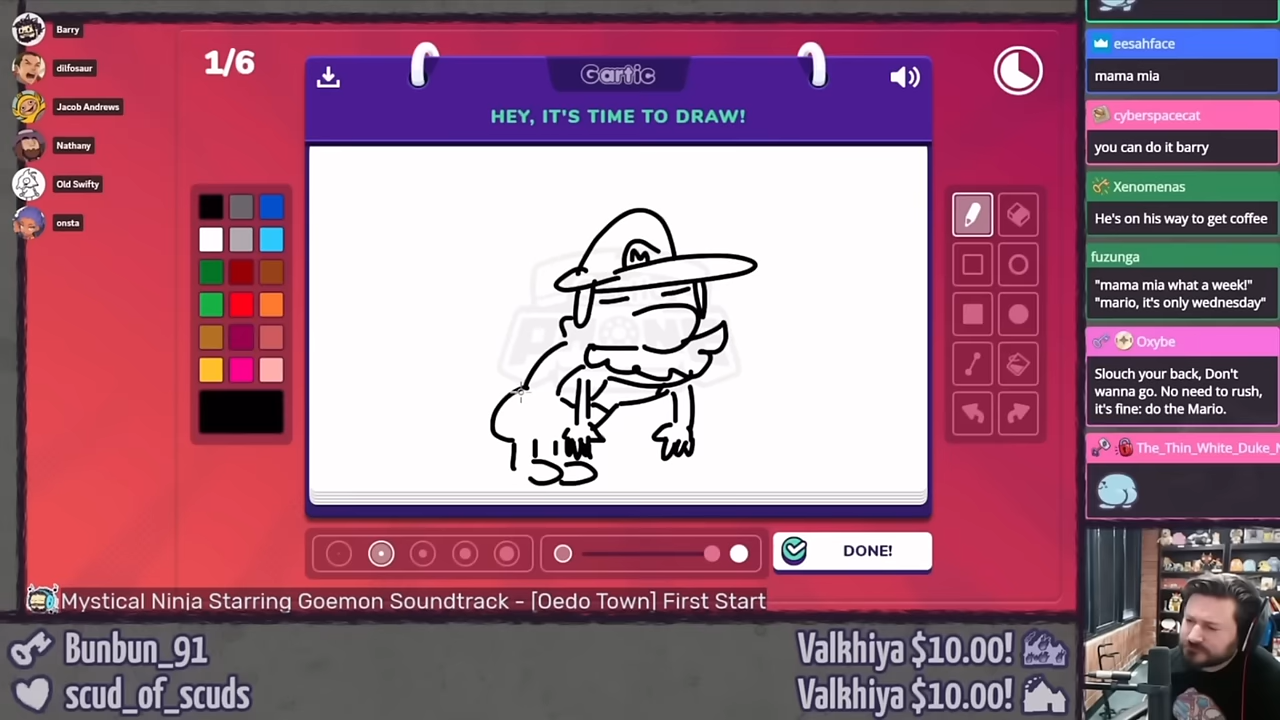 Barry
dilfosaur
Jacob Andrews
Nathany
Old Swifty
onsta
1/6
Gartic
HEY, IT'S TIME TO DRAW!
M
DONE!
Mystical Ninja Starring Goemon Soundtrack - [Oedo Town] First Start
Bunbun_91
scud_of_scuds
Valkhiya $10.00!
Valkhiya $10.00!
eesahface
mama mia
cyberspacecat
you can do it barry
Xenomenas
He's on his way to get coffee
fuzunga
"mama mia what a week!"
"mario, it's only wednesday"
Oxybe
Slouch your back, Don't
wanna go. No need to rush,
it's fine: do the Mario.
The_Thin_White_Duke_